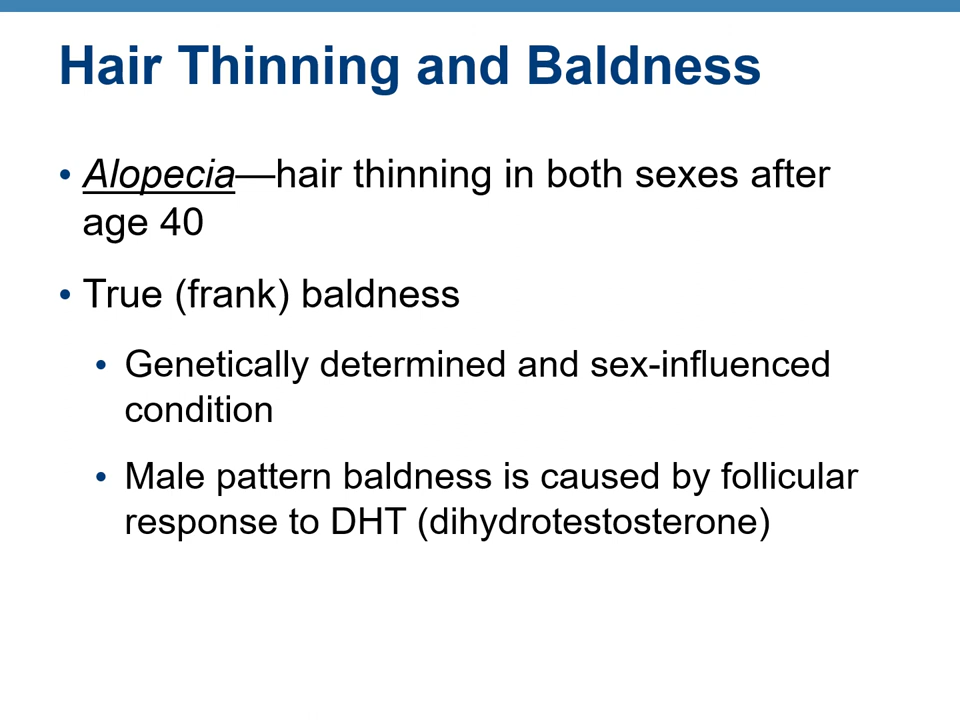 Hair Thinning and Baldness
• Alopecia—hair thinning in both sexes after
age 40
• True (frank) baldness
• Genetically determined and sex-influenced
condition
• Male pattern baldness is caused by follicular
response to DHT (dihydrotestosterone)